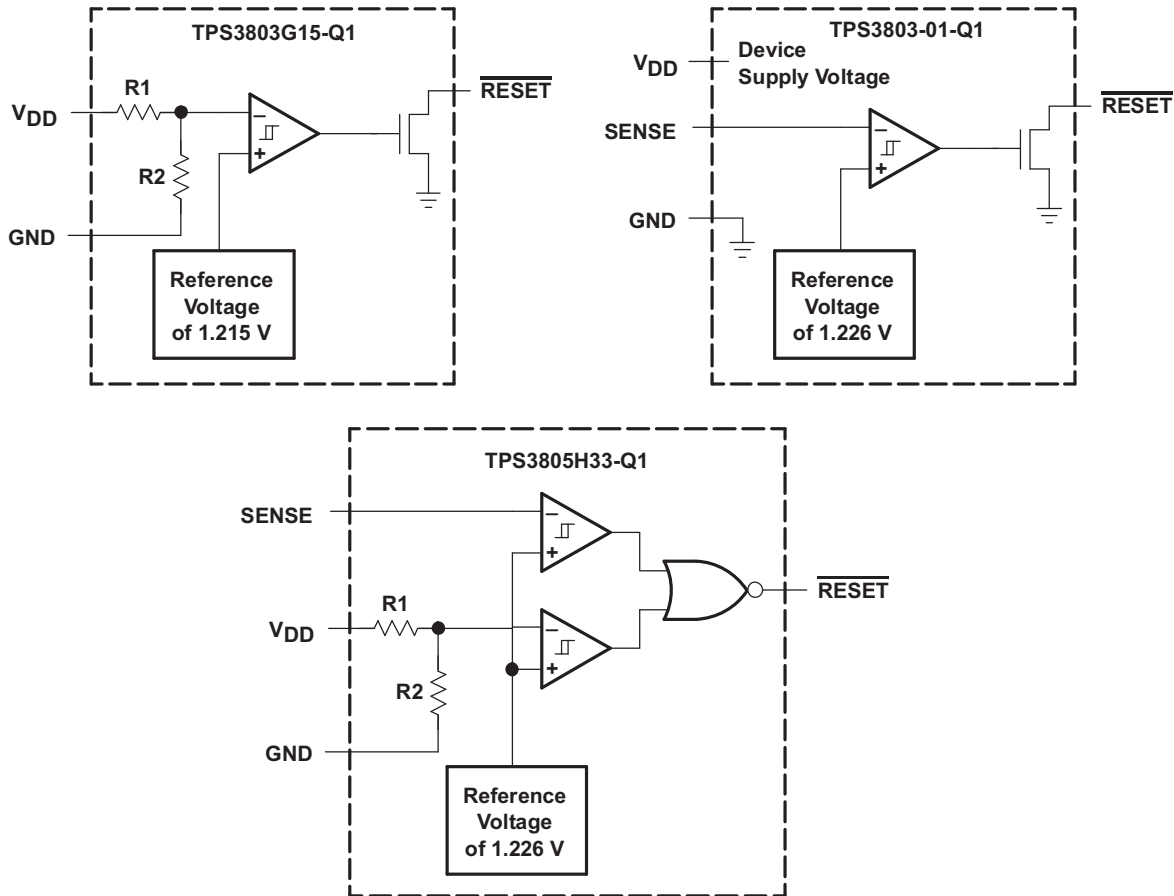 TPS3803G15-Q1
VDD
R1
R2
GND
−
+
RESET
Reference
Voltage
of 1.215 V
TPS3803-01-Q1
VDD
Device
Supply Voltage
SENSE
GND
−
+
RESET
Reference
Voltage
of 1.226 V
TPS3805H33-Q1
SENSE
−
+
VDD
R1
R2
GND
−
+
RESET
Reference
Voltage
of 1.226 V